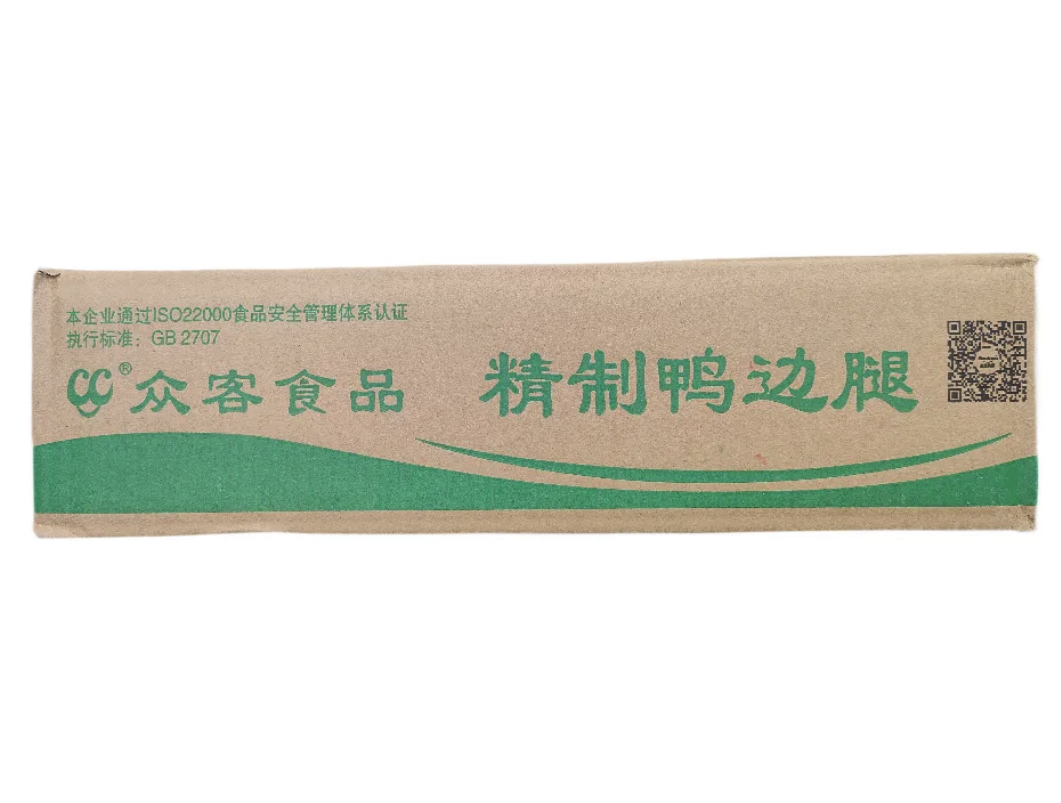 本企业通过ISO22000食品安全管理体系认证
执行标准：GB 2707
® 众客食品
精制鸭边腿